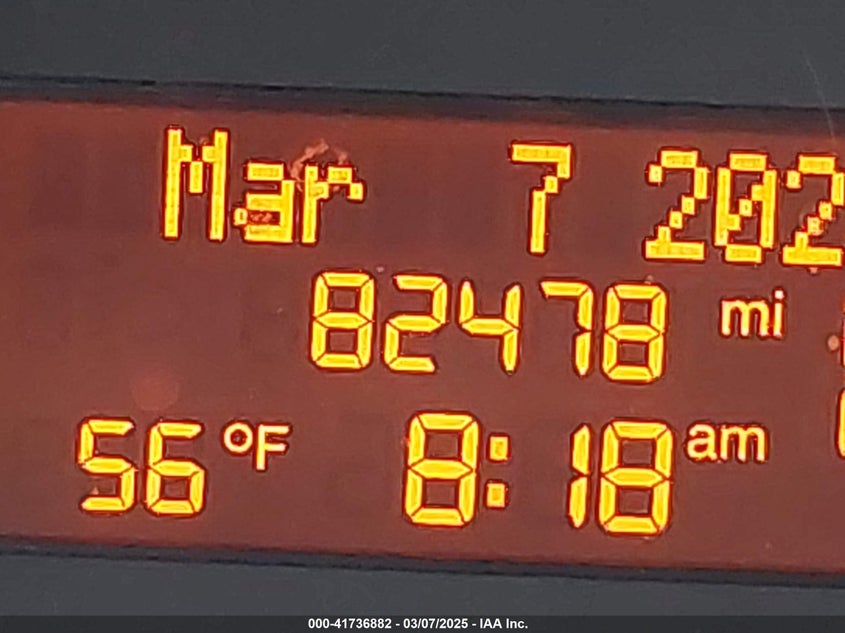 Mar 7 202
82478 mi
56 °F 8:18 am
000-41736882 - 03/07/2025 - IAA Inc.